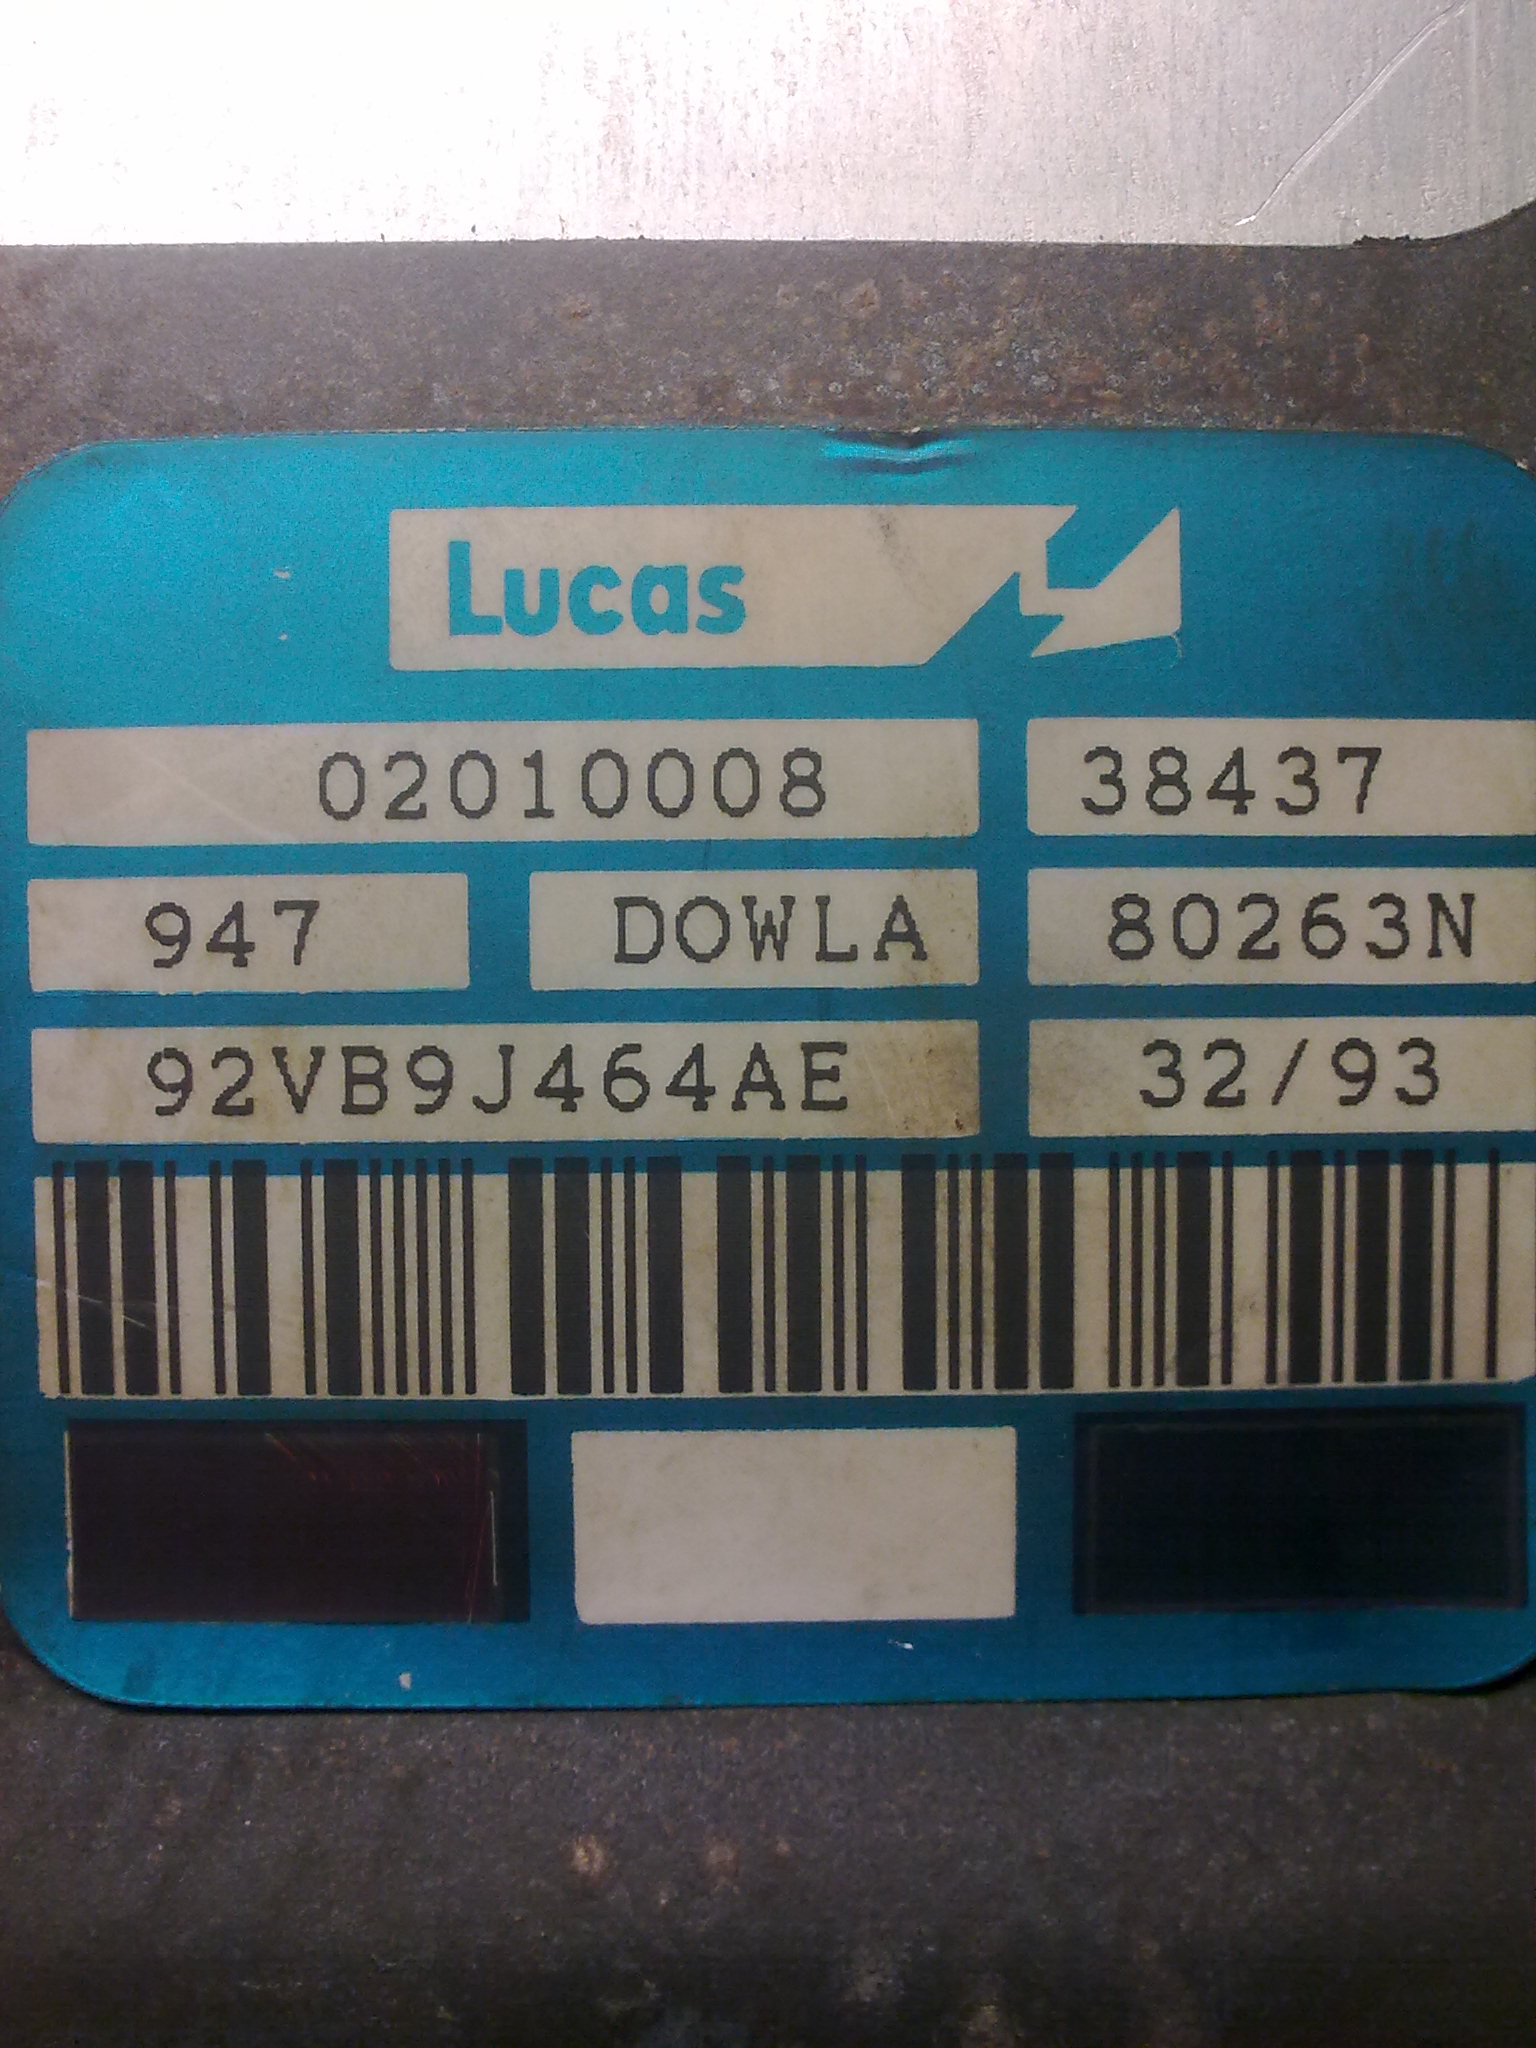 Lucas
02010008 38437
947 DOWLA 80263N
92VB9J464AE 32/93